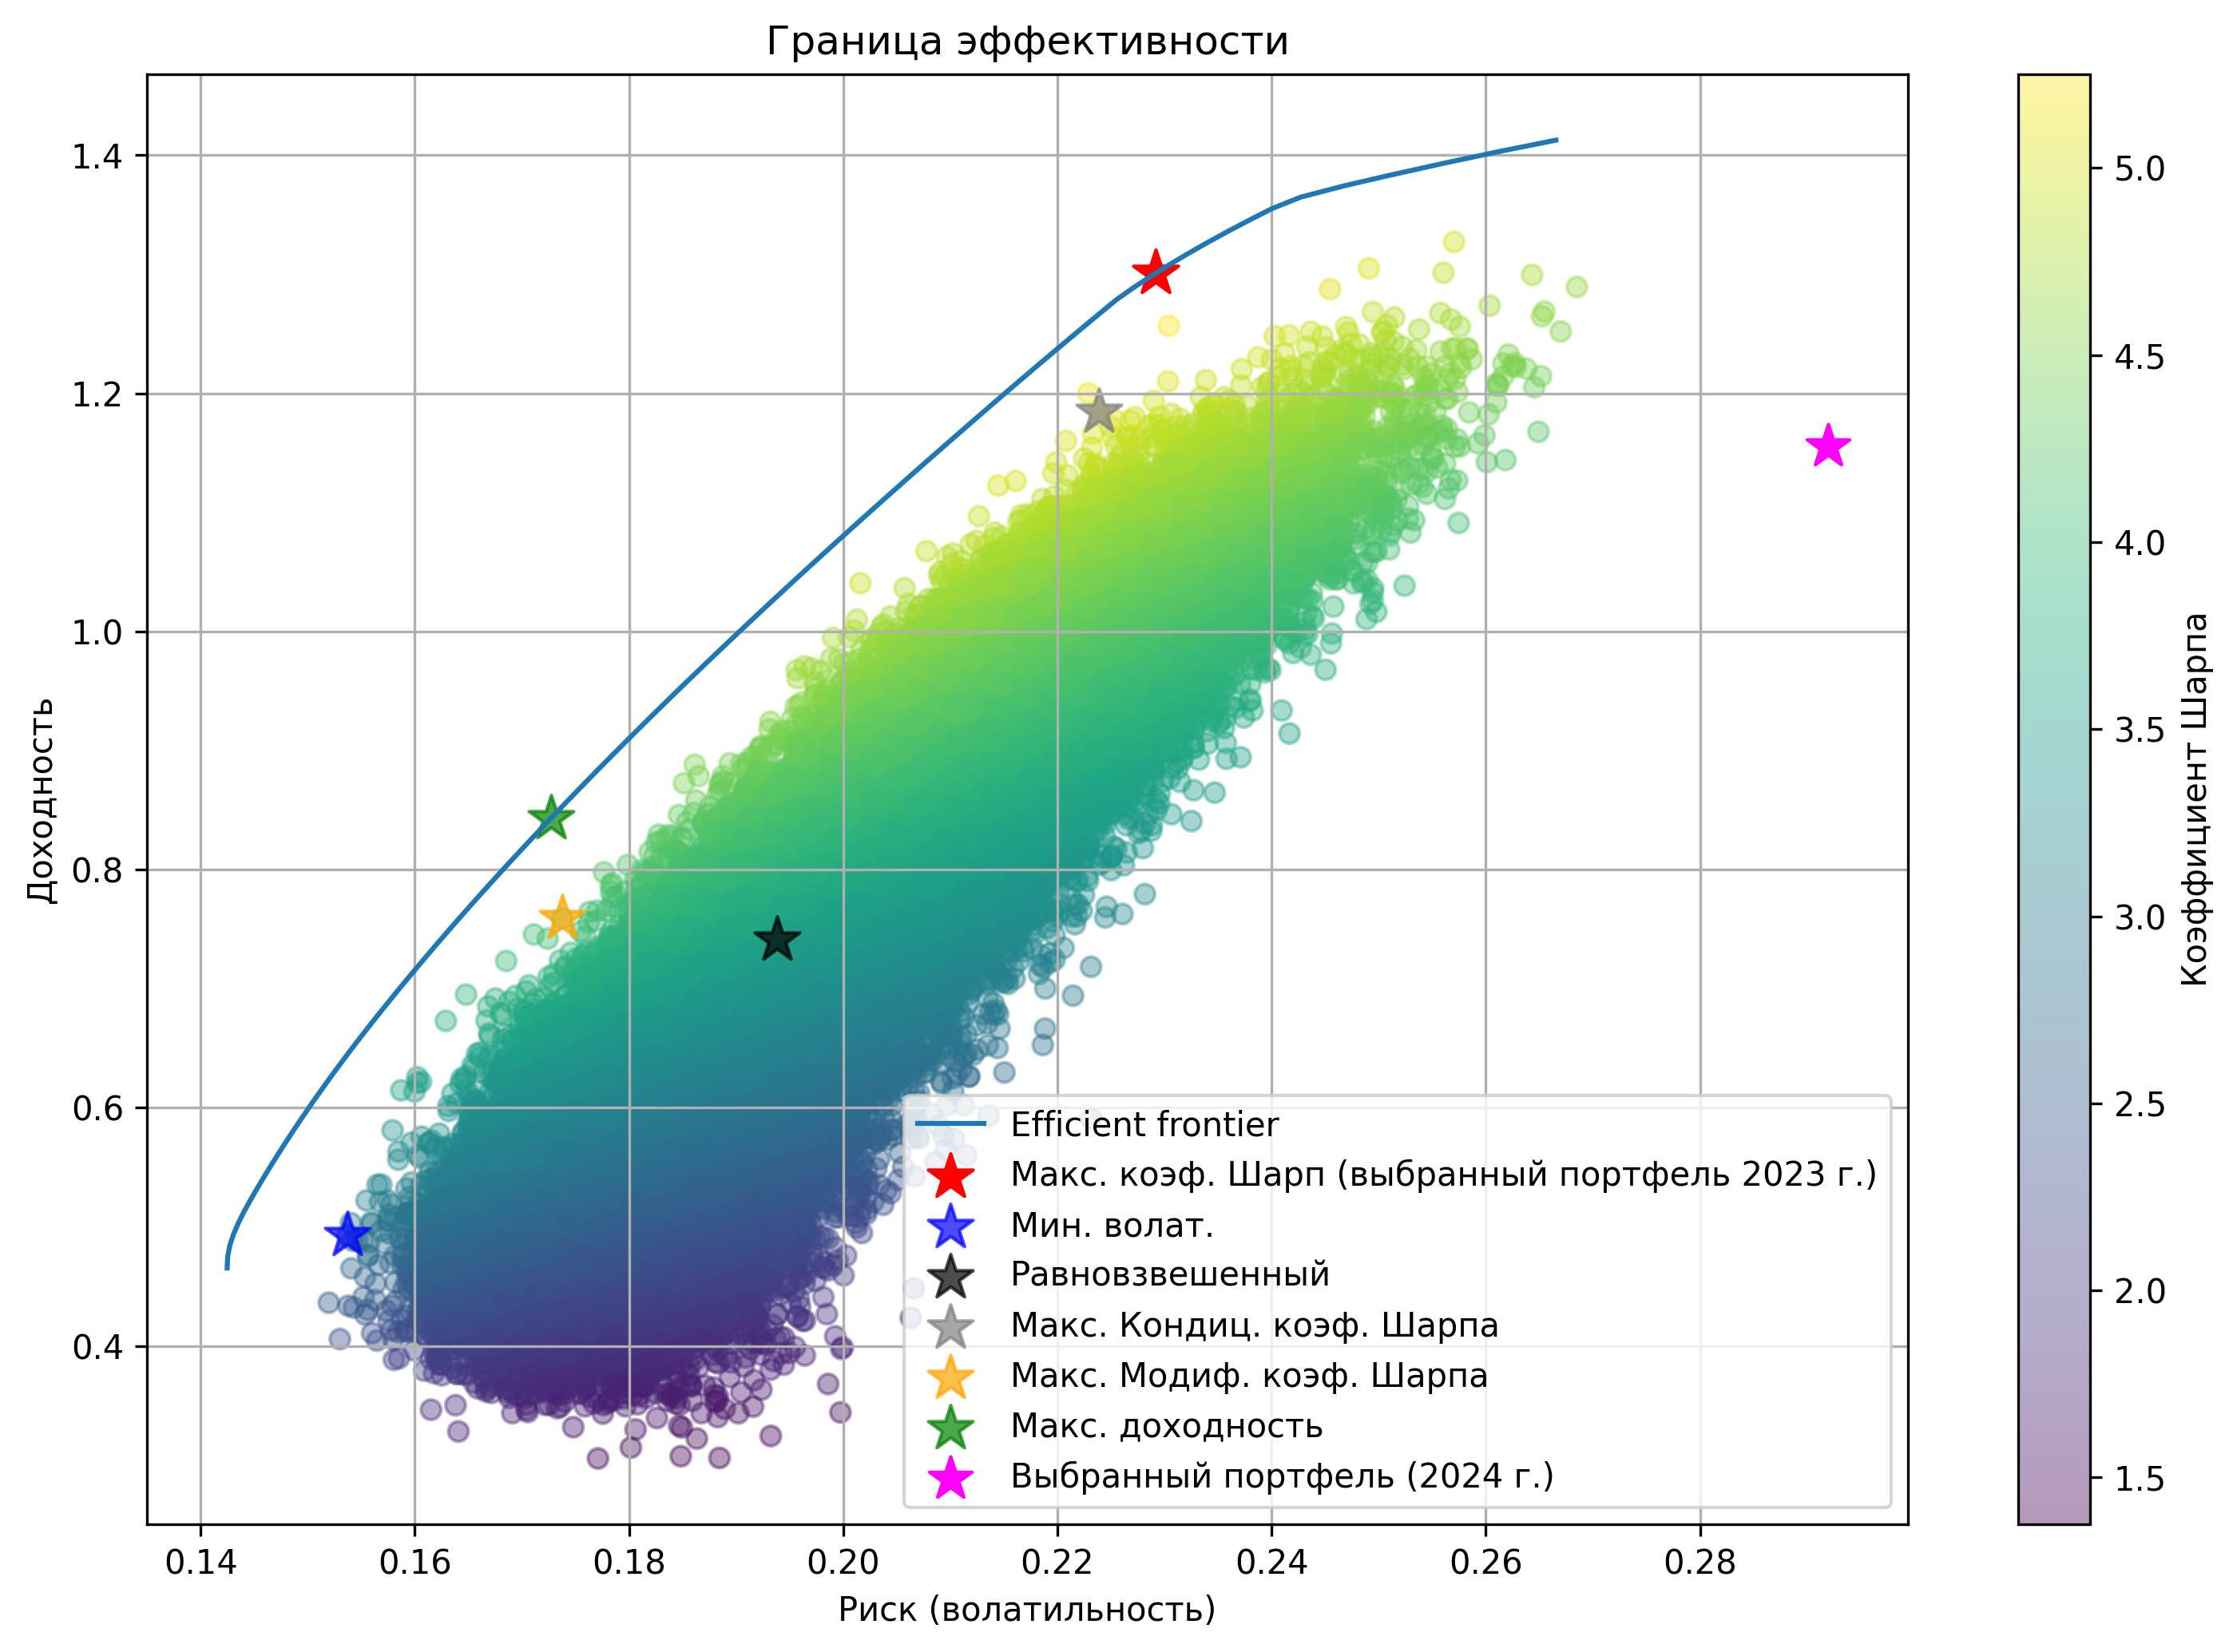 Граница эффективности
Доходность
1.4
1.2
1.0
0.8
0.6
0.4
0.14 0.16 0.18 0.20 0.22 0.24 0.26 0.28
Риск (волатильность)
Efficient frontier
Макс. коэф. Шарп (выбранный портфель 2023 г.)
Мин. волат.
Равновзвешенный
Макс. Кондиц. коэф. Шарпа
Макс. Модиф. коэф. Шарпа
Макс. доходность
Выбранный портфель (2024 г.)
5.0
4.5
4.0
3.5
3.0
2.5
2.0
1.5
Коэффициент Шарпа